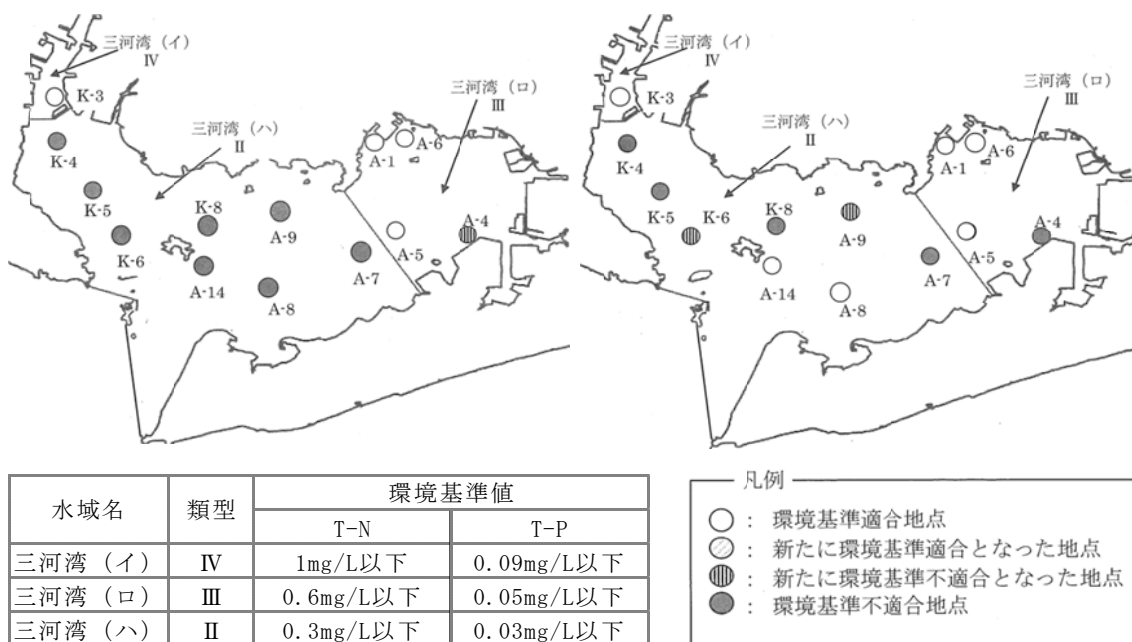 三河湾（イ）
Ⅳ
K-3
三河湾（ロ）
Ⅲ
三河湾（ハ）
Ⅱ
K-4
A-1
A-6
K-5
K-8
A-9
A-4
K-6
A-5
A-14
A-7
A-8
三河湾（イ）
Ⅳ
K-3
三河湾（ロ）
Ⅲ
三河湾（ハ）
Ⅱ
K-4
A-1
A-6
K-5
K-6
K-8
A-9
A-4
A-5
A-14
A-7
A-8
水域名 類型 環境基準値
T-N T-P
三河湾（イ） Ⅳ 1mg/L以下 0.09mg/L以下
三河湾（ロ） Ⅲ 0.6mg/L以下 0.05mg/L以下
三河湾（ハ） Ⅱ 0.3mg/L以下 0.03mg/L以下
凡例
： 環境基準適合地点
： 新たに環境基準適合となった地点
： 新たに環境基準不適合となった地点
： 環境基準不適合地点